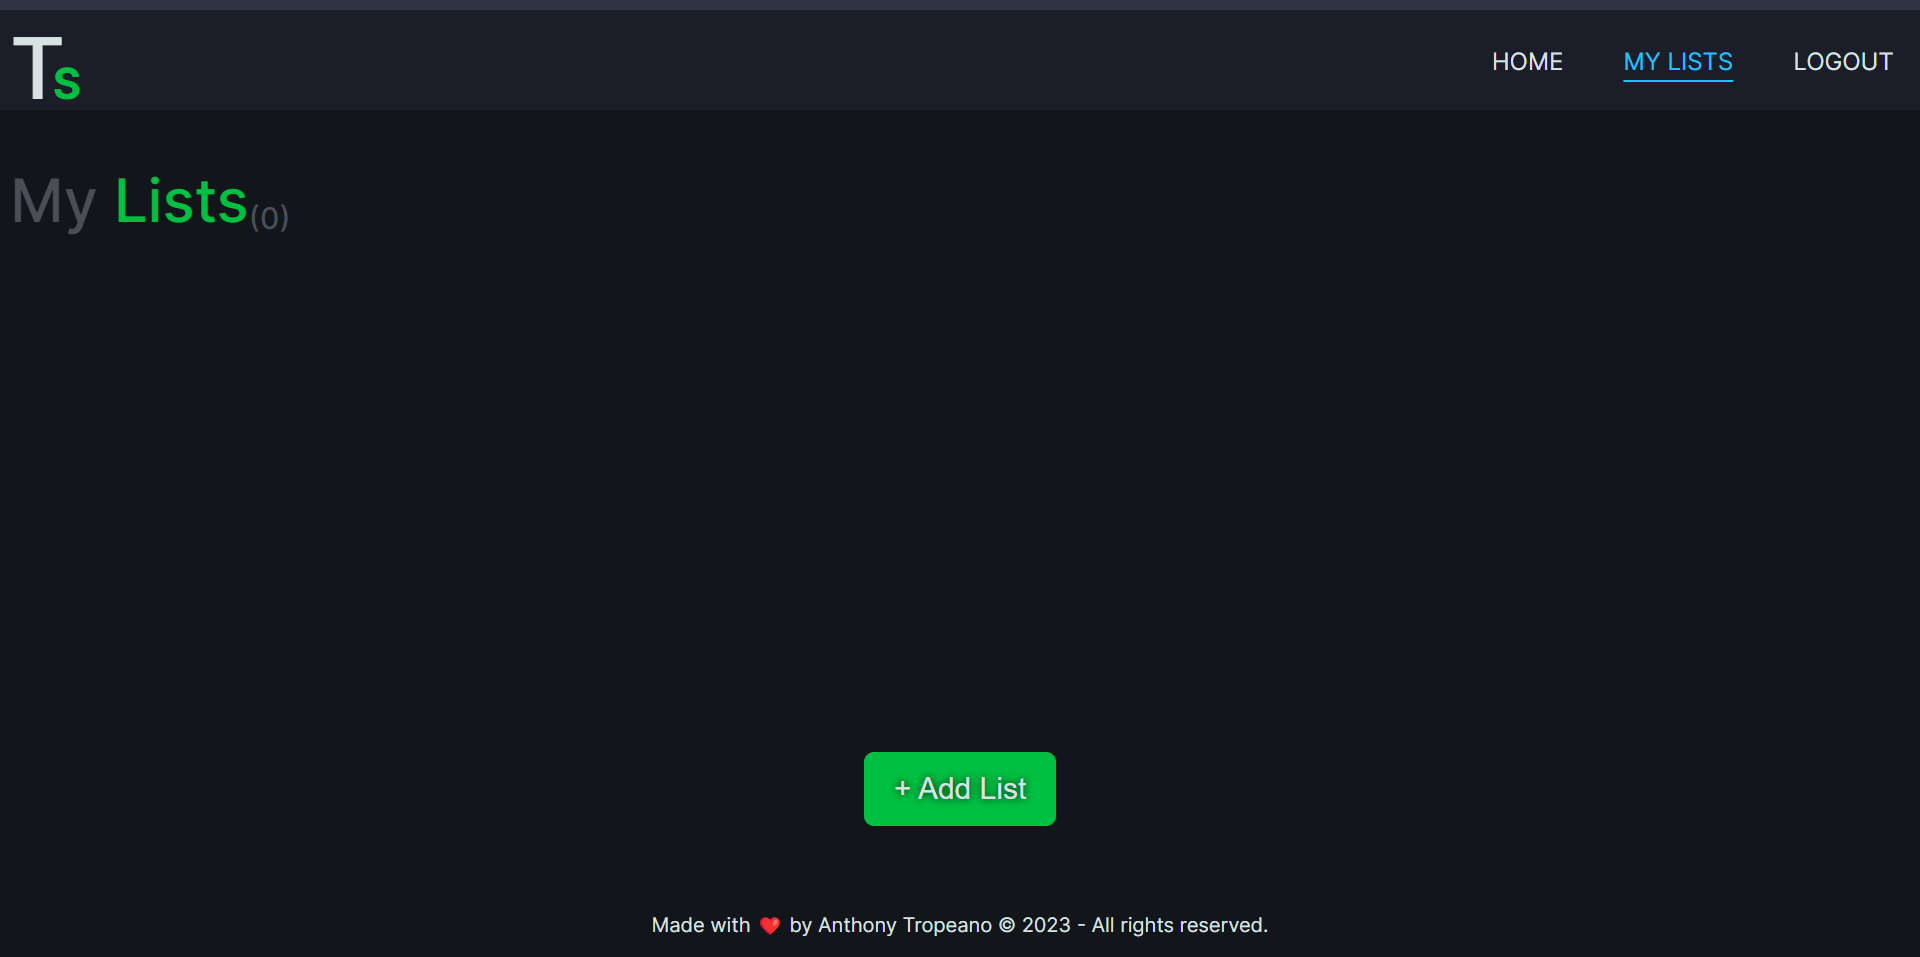 Ts
HOME
MY LISTS
LOGOUT
My Lists(0)
+ Add List
Made with ❤️ by Anthony Tropeano © 2023 - All rights reserved.